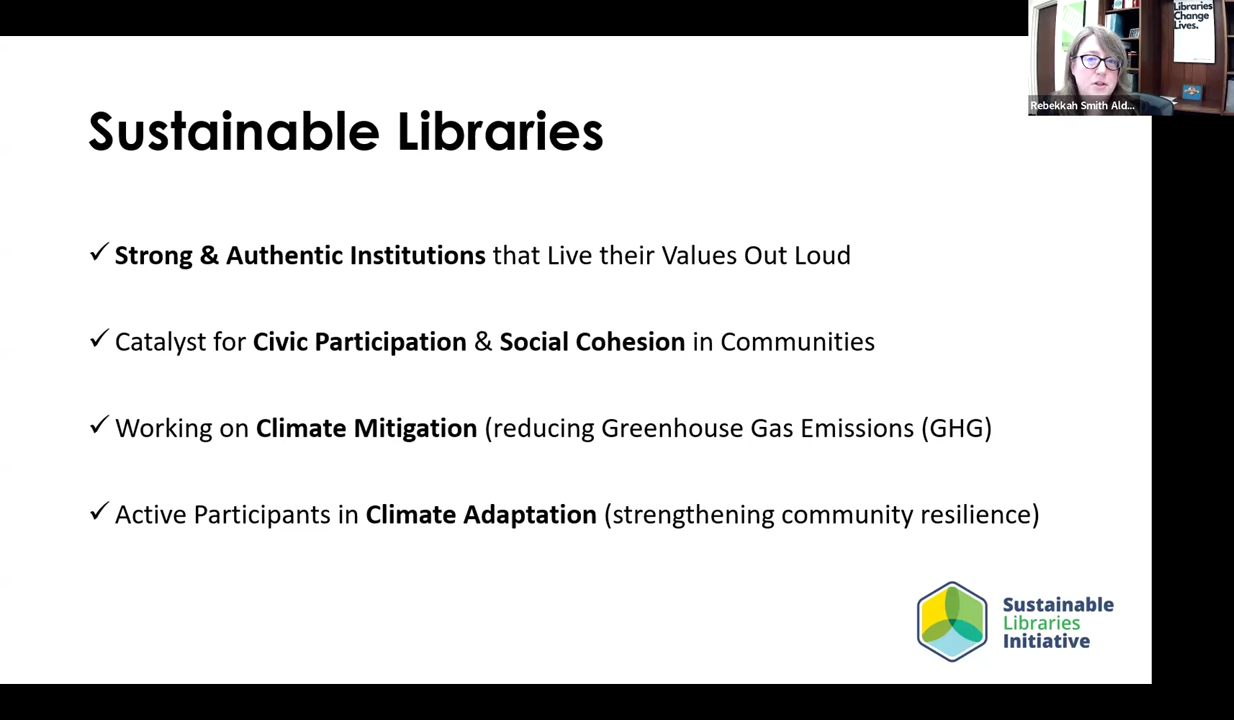 Libraries
Change
Lives.
Rebekkah Smith Ald...
Sustainable Libraries
✓ Strong & Authentic Institutions that Live their Values Out Loud
✓ Catalyst for Civic Participation & Social Cohesion in Communities
✓ Working on Climate Mitigation (reducing Greenhouse Gas Emissions (GHG)
✓ Active Participants in Climate Adaptation (strengthening community resilience)
Sustainable
Libraries
Initiative